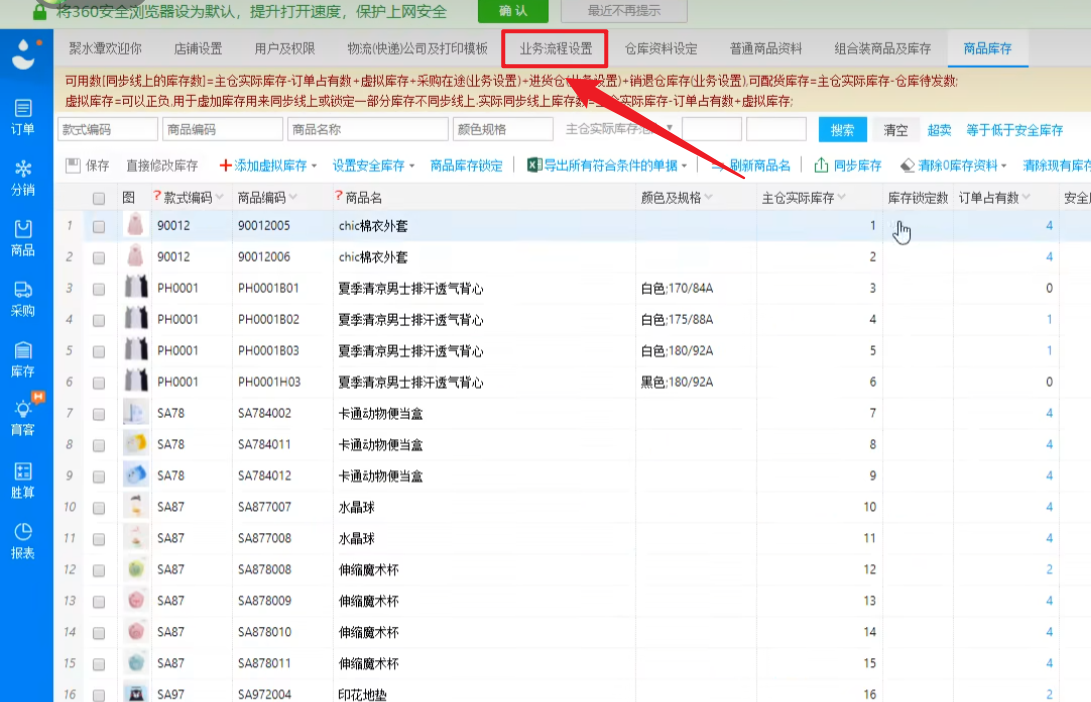 将360安全浏览器设为默认，提升打开速度，保护上网安全 确 认 最近不再提示
聚水潭欢迎你 店铺设置 用户及权限 物流(快递)公司及打印模板 业务流程设置 仓库资料设定 普通商品资料 组合装商品及库存 商品库存
可用数[同步线上的库存数]=主仓实际库存-订单占有数+虚拟库存+采购在途(业务设置)+进货仓(业务设置)+销退仓库存(业务设置),可配货库存=主仓实际库存-仓库待发数;
虚拟库存=可以正负,用于虚加库存用来同步线上或锁定一部分库存不同步线上.实际同步线上库存数=主仓实际库存-订单占有数+虚拟库存;
款式编码 商品编码 商品名称 颜色规格 主仓实际库存 搜索 清空 超卖 等于低于安全库存
保存 直接修改库存 +添加虚拟库存 设置安全库存 商品库存锁定 导出所有符合条件的单据 刷新商品名 同步库存 清除0库存资料 清除现有库存
图 ?款式编码 商品编码 ?商品名 颜色及规格 主仓实际库存 库存锁定数 订单占有数 安全
1 90012 90012005 chic棉衣外套 1 4
2 90012 90012006 chic棉衣外套 2 4
3 PH0001 PH0001B01 夏季清凉男士排汗透气背心 白色;170/84A 3 0
4 PH0001 PH0001B02 夏季清凉男士排汗透气背心 白色;175/88A 4 1
5 PH0001 PH0001B03 夏季清凉男士排汗透气背心 白色;180/92A 5 1
6 PH0001 PH0001H03 夏季清凉男士排汗透气背心 黑色;180/92A 6 0
7 SA78 SA784002 卡通动物便当盒 7 4
8 SA78 SA784011 卡通动物便当盒 8 4
9 SA78 SA784012 卡通动物便当盒 9 4
10 SA87 SA877007 水晶球 10 4
11 SA87 SA877008 水晶球 11 4
12 SA87 SA878008 伸缩魔术杯 12 2
13 SA87 SA878009 伸缩魔术杯 13 4
14 SA87 SA878010 伸缩魔术杯 14 4
15 SA87 SA878011 伸缩魔术杯 15 4
16 SA97 SA972004 印花地垫 16 2
订单
分销
商品
采购
库存
育客
胜算
报表